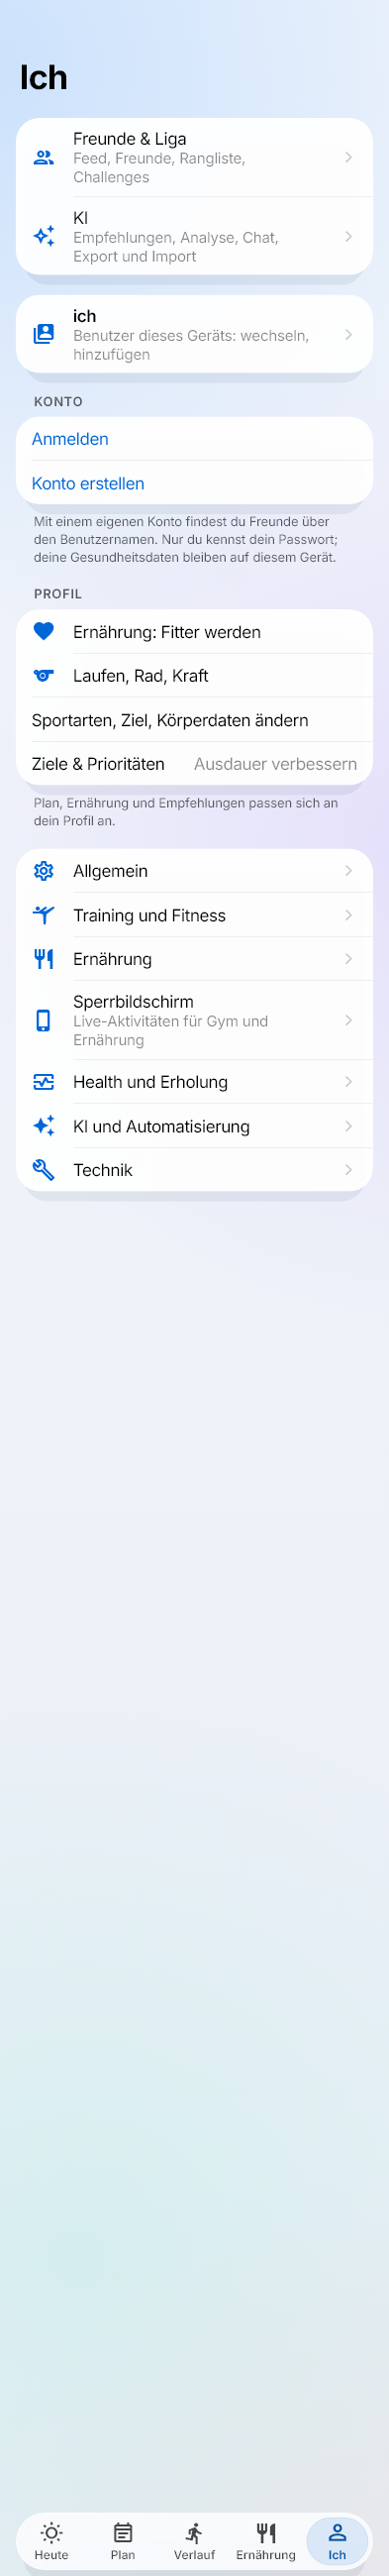 Ich
Freunde & Liga
Feed, Freunde, Rangliste,
Challenges
KI
Empfehlungen, Analyse, Chat,
Export und Import
ich
Benutzer dieses Geräts: wechseln,
hinzufügen
KONTO
Anmelden
Konto erstellen
Mit einem eigenen Konto findest du Freunde über
den Benutzernamen. Nur du kennst dein Passwort;
deine Gesundheitsdaten bleiben auf diesem Gerät.
PROFIL
Ernährung: Fitter werden
Laufen, Rad, Kraft
Sportarten, Ziel, Körperdaten ändern
Ziele & Prioritäten Ausdauer verbessern
Plan, Ernährung und Empfehlungen passen sich an
dein Profil an.
Allgemein
Training und Fitness
Ernährung
Sperrbildschirm
Live-Aktivitäten für Gym und
Ernährung
Health und Erholung
KI und Automatisierung
Technik
Heute Plan Verlauf Ernährung Ich